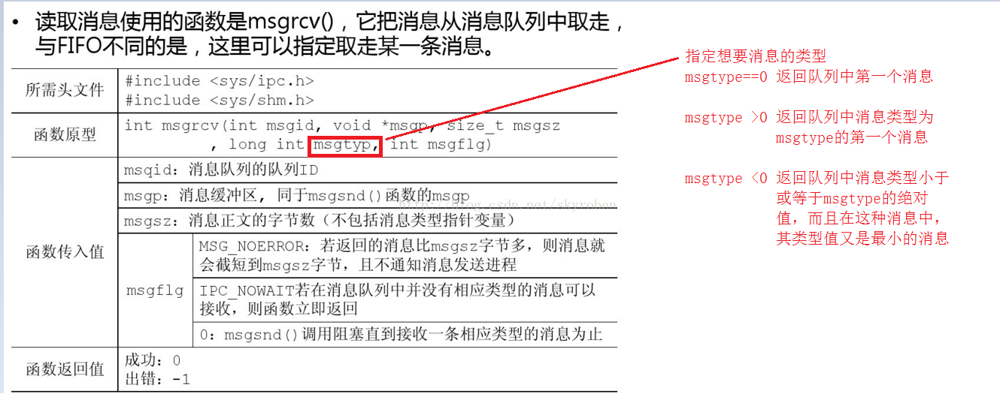 • 读取消息使用的函数是msgrcv()，它把消息从消息队列中取走，
与FIFO不同的是，这里可以指定取走某一条消息。
所需头文件
#include <sys/ipc.h>
#include <sys/shm.h>
函数原型
int msgrcv(int msgid, void *msgp, size_t msgsz
, long int msgtyp, int msgflg)
函数传入值
msqid：消息队列的队列ID
msgp：消息缓冲区, 同于msgsnd()函数的msgp
msgsz：消息正文的字节数（不包括消息类型指针变量）
msgflg
MSG_NOERROR：若返回的消息比msgsz字节多，则消息就
会截短到msgsz字节，且不通知消息发送进程
IPC_NOWAIT若在消息队列中并没有相应类型的消息可以
接收，则函数立即返回
0：msgsnd()调用阻塞直到接收一条相应类型的消息为止
函数返回值
成功：0
出错：-1
指定想要消息的类型
msgtype==0 返回队列中第一个消息
msgtype >0 返回队列中消息类型为
msgtype的第一个消息
msgtype <0 返回队列中消息类型小于
或等于msgtype的绝对
值，而且在这种消息中，
其类型值又是最小的消息
http://blog.csdn.net/skyroben